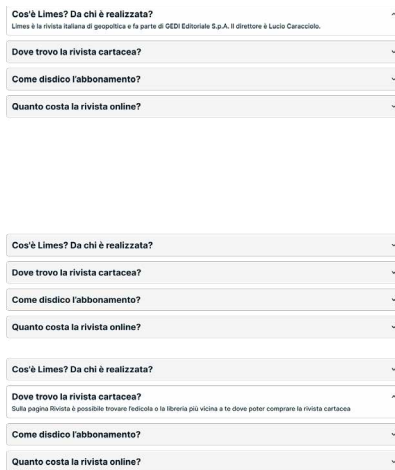 Cos'è Limes? Da chi è realizzata?
Limes è la rivista italiana di geopoltica e fa parte di GEDI Editoriale S.p.A. Il direttore è Lucio Caracciolo.
Dove trovo la rivista cartacea?
Come disdico l'abbonamento?
Quanto costa la rivista online?
Cos'è Limes? Da chi è realizzata?
Dove trovo la rivista cartacea?
Come disdico l'abbonamento?
Quanto costa la rivista online?
Cos'è Limes? Da chi è realizzata?
Dove trovo la rivista cartacea?
Sulla pagina Rivista è possibile trovare l'edicola o la libreria più vicina a te dove poter comprare la rivista cartacea
Come disdico l'abbonamento?
Quanto costa la rivista online?